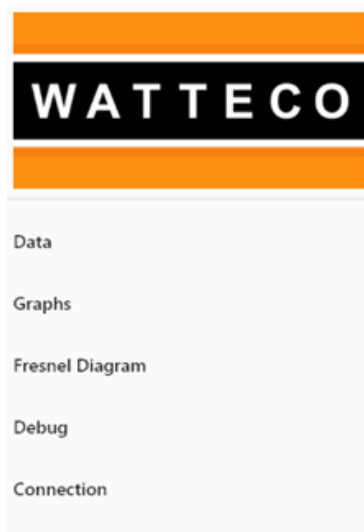 WATTECO
Data
Graphs
Fresnel Diagram
Debug
Connection